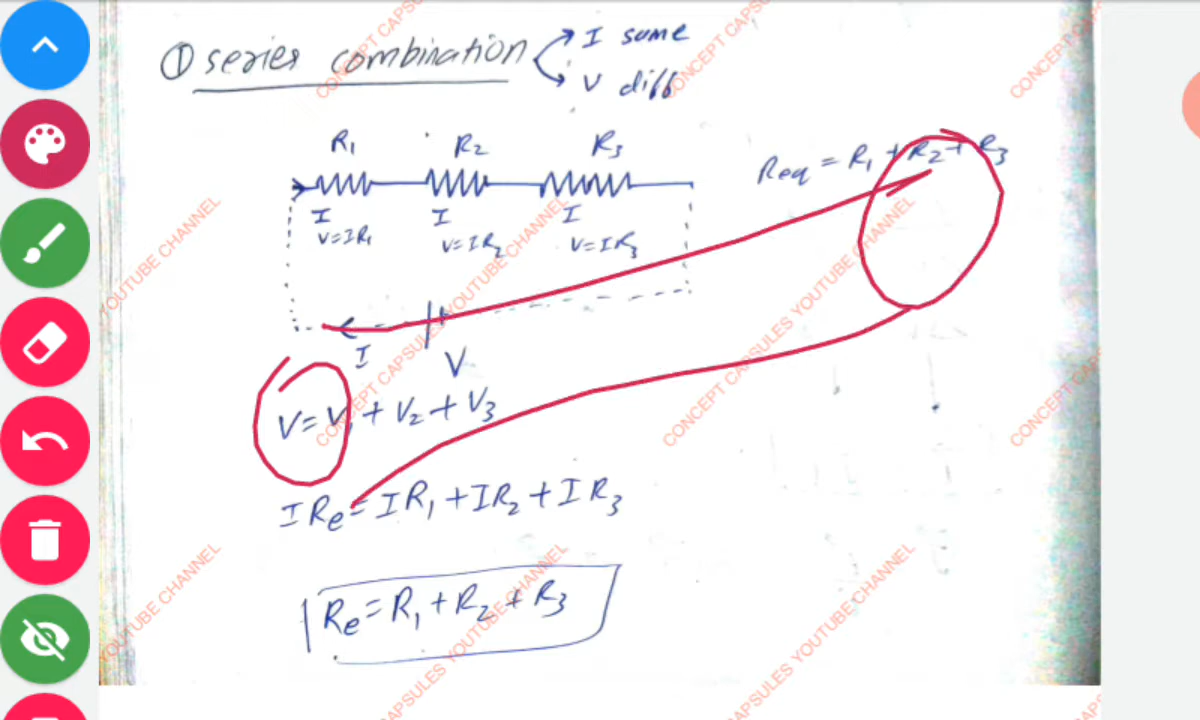 ① series combination
I same
V diff
R₁ R₂ R₃
Req = R₁ + R₂ + R₃
I I I
V=IR₁ V=IR₂ V=IR₃
I
V
V=V₁+V₂+V₃
IRe=IR₁+IR₂+IR₃
Re=R₁+R₂+R₃
CONCEPT CAPSULES YOUTUBE CHANNEL